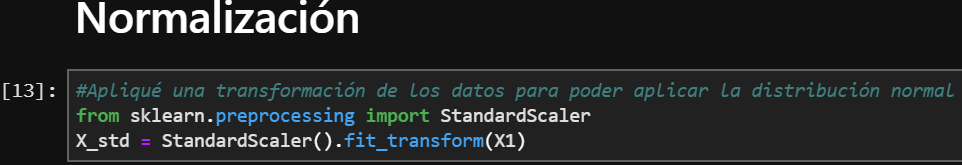 Normalización
[13]: #Apliqué una transformación de los datos para poder aplicar la distribución normal
from sklearn.preprocessing import StandardScaler
X_std = StandardScaler().fit_transform(X1)